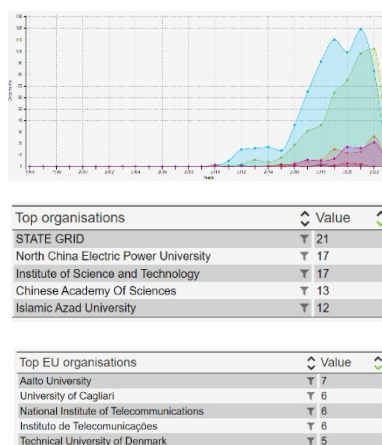 Years
Top organisations Value
STATE GRID 21
North China Electric Power University 17
Institute of Science and Technology 17
Chinese Academy Of Sciences 13
Islamic Azad University 12
Top EU organisations Value
Aalto University 7
University of Cagliari 6
National Institute of Telecommunications 6
Instituto de Telecomunicações 6
Technical University of Denmark 5